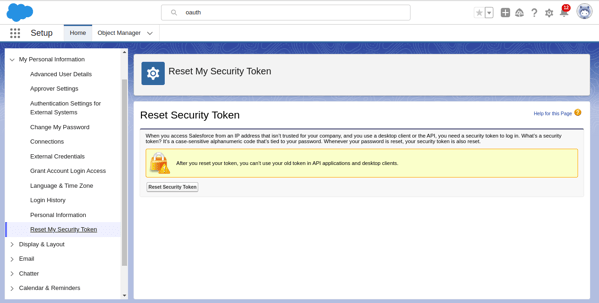 oauth
12
Setup
Home
Object Manager
My Personal Information
Advanced User Details
Approver Settings
Authentication Settings for
External Systems
Change My Password
Connections
External Credentials
Grant Account Login Access
Language & Time Zone
Login History
Personal Information
Reset My Security Token
Display & Layout
Email
Chatter
Calendar & Reminders
Reset My Security Token
Reset Security Token
Help for this Page
When you access Salesforce from an IP address that isn't trusted for your company, and you use a desktop client or the API, you need a security token to log in. What's a security
token? It's a case-sensitive alphanumeric code that's tied to your password. Whenever your password is reset, your security token is also reset.
After you reset your token, you can't use your old token in API applications and desktop clients.
Reset Security Token